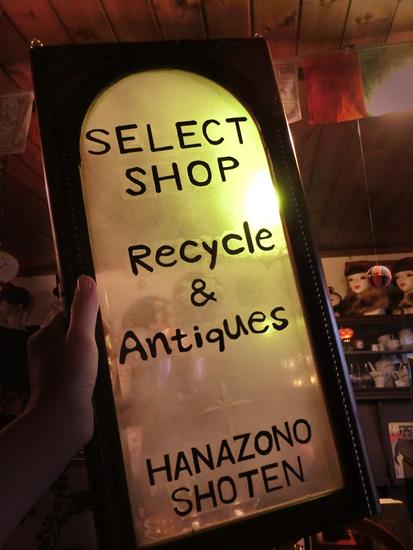 SELECT
SHOP
Recycle
&
Antiques
HANAZONO
SHOTEN